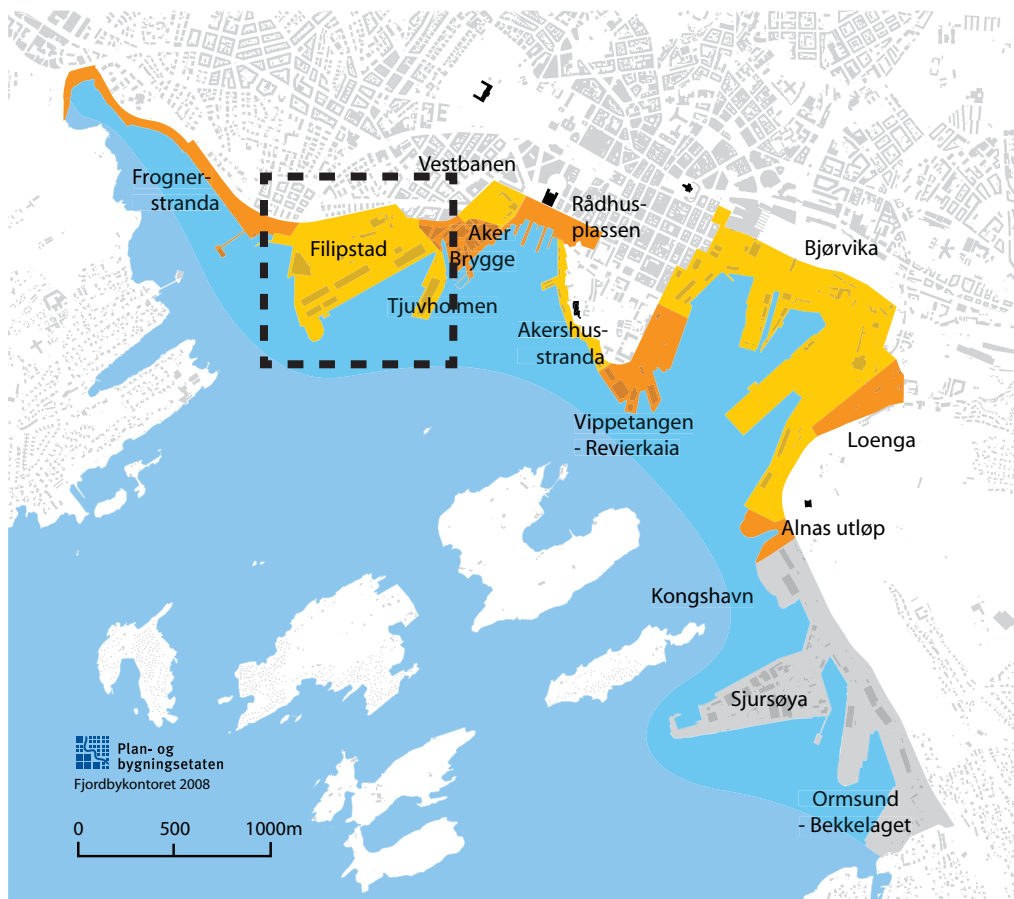 Vestbanen
Frogner-
stranda
Rådhus-
plassen
Filipstad
Aker
Brygge
Bjørvika
Tjuvholmen
Akershus-
stranda
Vippetangen
- Revierkaia
Loenga
Alnas utløp
Kongshavn
Sjursøya
Plan- og
bygningsetaten
Fjordbykontoret 2008
Ormsund
- Bekkelaget
0 500 1000m